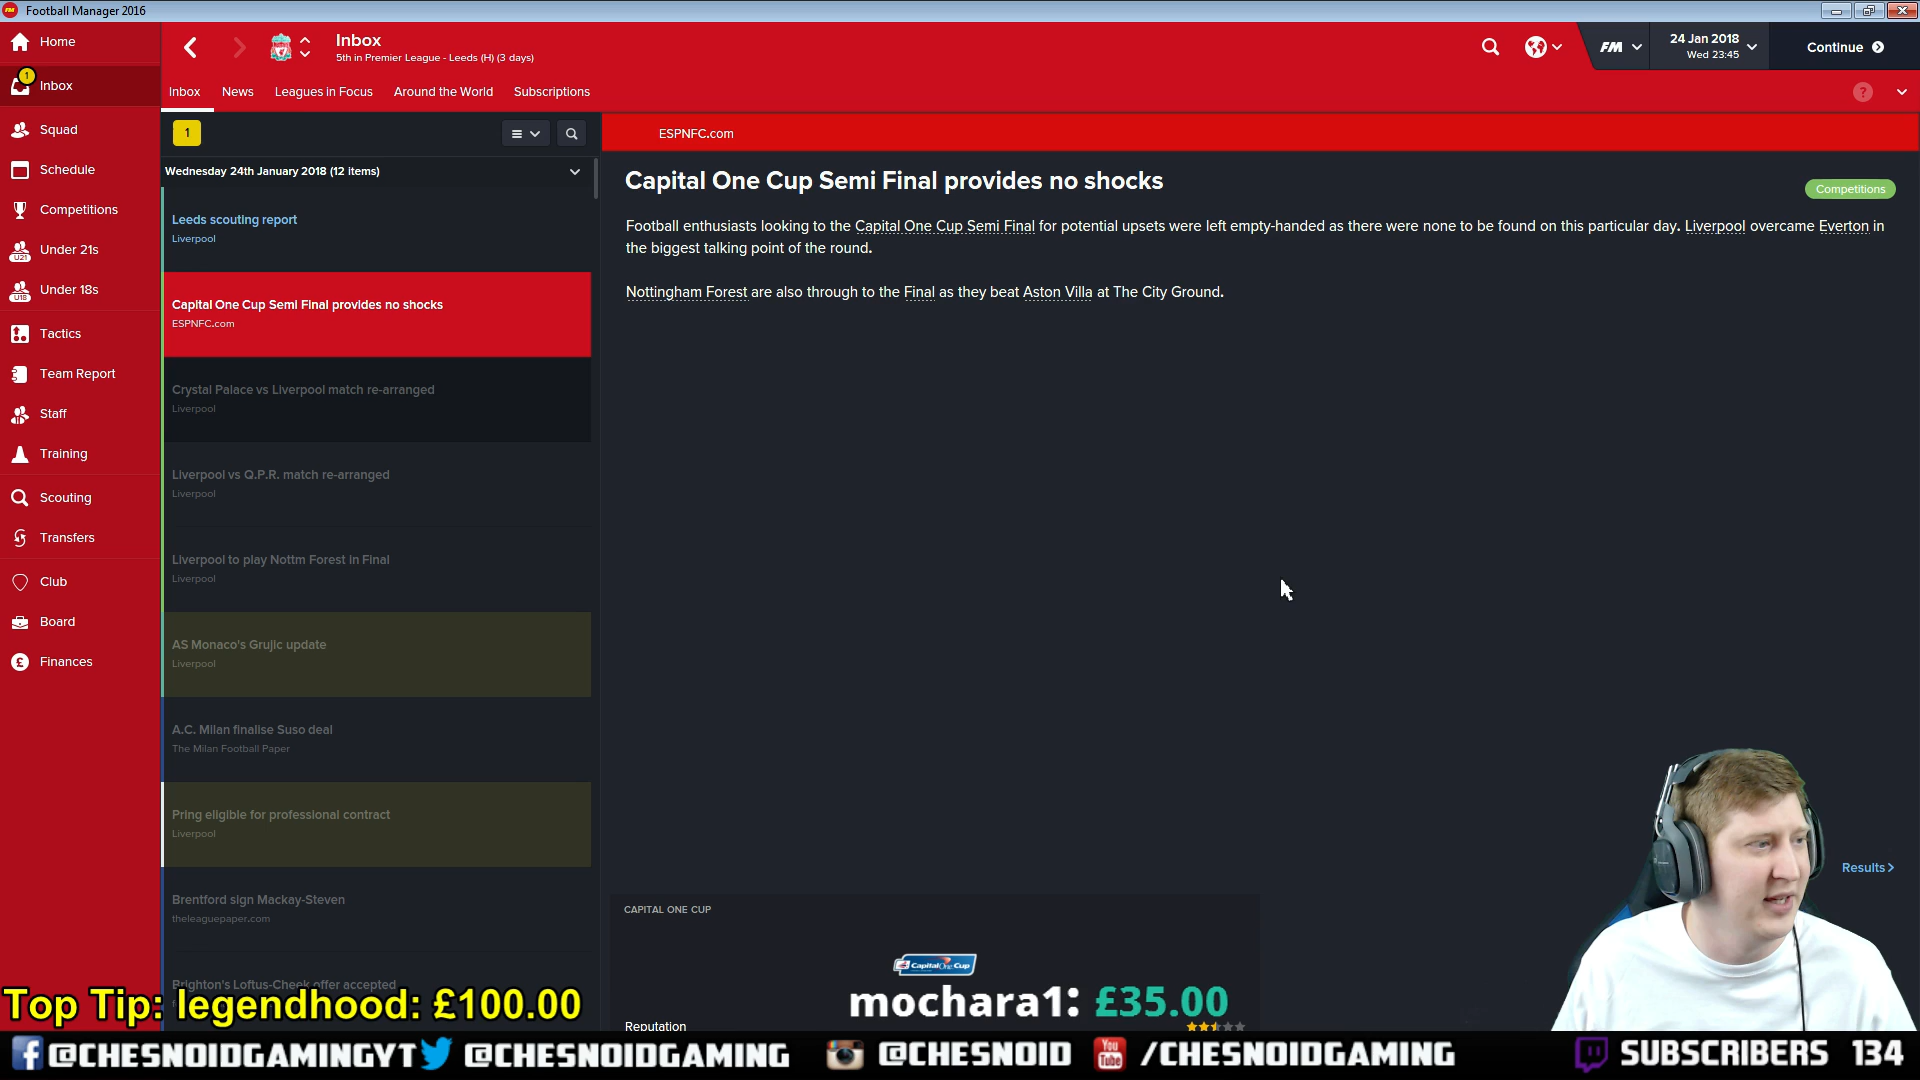 Football Manager 2016
Home
1
Inbox
Squad
Schedule
Competitions
U21
Under 21s
U18
Under 18s
Tactics
Team Report
Staff
Training
Scouting
Transfers
Club
Board
Finances
Inbox
5th in Premier League - Leeds (H) (3 days)
FM
24 Jan 2018
Wed 23:45
Continue
Inbox News Leagues in Focus Around the World Subscriptions
?
1
Wednesday 24th January 2018 (12 items)
Leeds scouting report
Liverpool
Capital One Cup Semi Final provides no shocks
ESPNFC.com
Crystal Palace vs Liverpool match re-arranged
Liverpool
Liverpool vs Q.P.R. match re-arranged
Liverpool
Liverpool to play Nottm Forest in Final
Liverpool
AS Monaco's Grujic update
Liverpool
A.C. Milan finalise Suso deal
The Milan Football Paper
Pring eligible for professional contract
Liverpool
Brentford sign Mackay-Steven
theleaguepaper.com
Brighton's Loftus-Cheek offer accepted
ESPNFC.com
Capital One Cup Semi Final provides no shocks
Competitions
Football enthusiasts looking to the Capital One Cup Semi Final for potential upsets were left empty-handed as there were none to be found on this particular day. Liverpool overcame Everton in
the biggest talking point of the round.
Nottingham Forest are also through to the Final as they beat Aston Villa at The City Ground.
Results >
CAPITAL ONE CUP
Capital One Cup
Reputation
Top Tip: legendhood: £100.00
mochara1: £35.00
@CHESNOIDGAMINGYT @CHESNOIDGAMING @CHESNOID You Tube /CHESNOIDGAMING SUBSCRIBERS 134